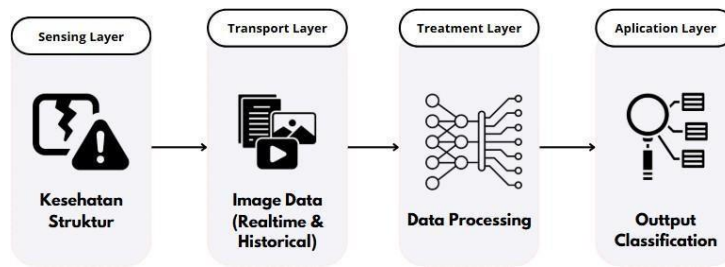 Sensing Layer
Transport Layer
Treatment Layer
Aplication Layer
Kesehatan
Struktur
Image Data
(Realtime &
Historical)
Data Processing
Outtput
Classification